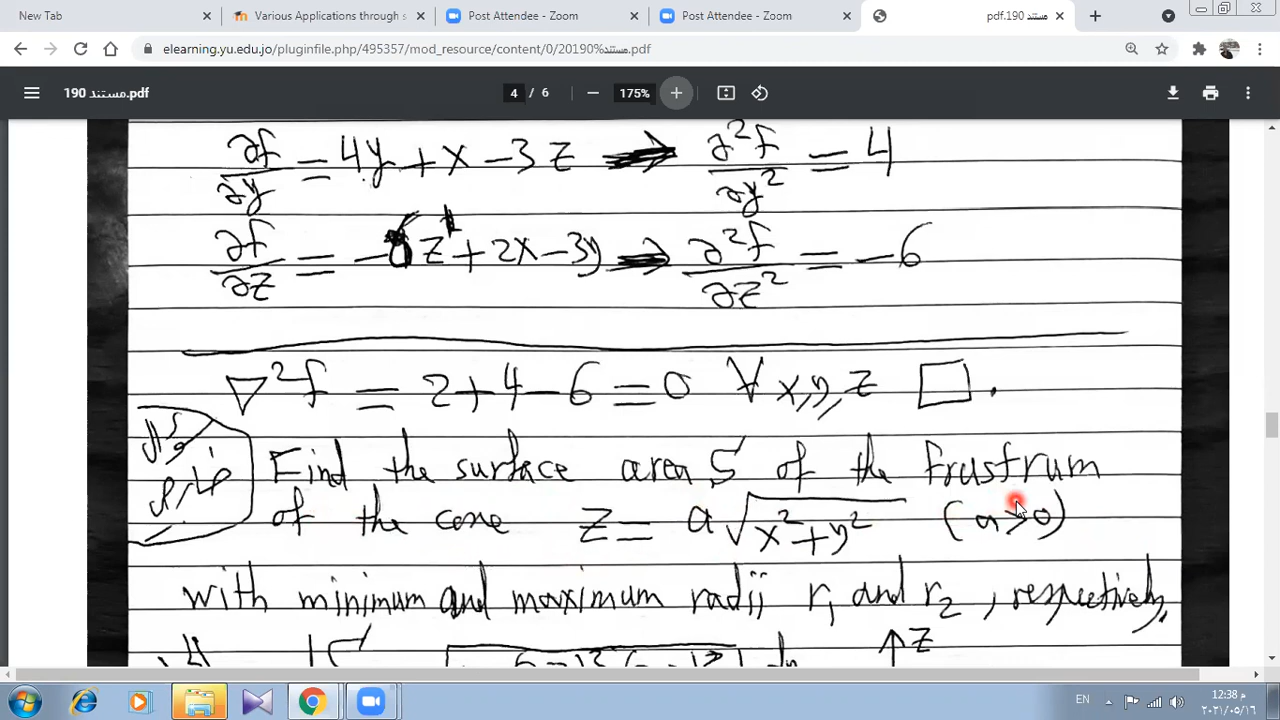 New Tab
Various Applications through s
Post Attendee - Zoom
Post Attendee - Zoom
مستند 190.pdf
elearning.yu.edu.jo/pluginfile.php/495357/mod_resource/content/0/20190%مستند.pdf
مستند 190.pdf
4 / 6
175%
∂f/∂y = 4y + x - 3z ⟹ ∂²f/∂y² = 4
∂f/∂z = -6z + 2x - 3y ⟹ ∂²f/∂z² = -6
▽²f = 2 + 4 - 6 = 0 ∀ x, y, z □.
Find the surface area S of the frustrum
of the cone z = a√(x² + y²) (a > 0)
with minimum and maximum radii r₁ and r₂, respectively.
↑z
EN
12:38 م
٢٠٢١/٠٥/١٦